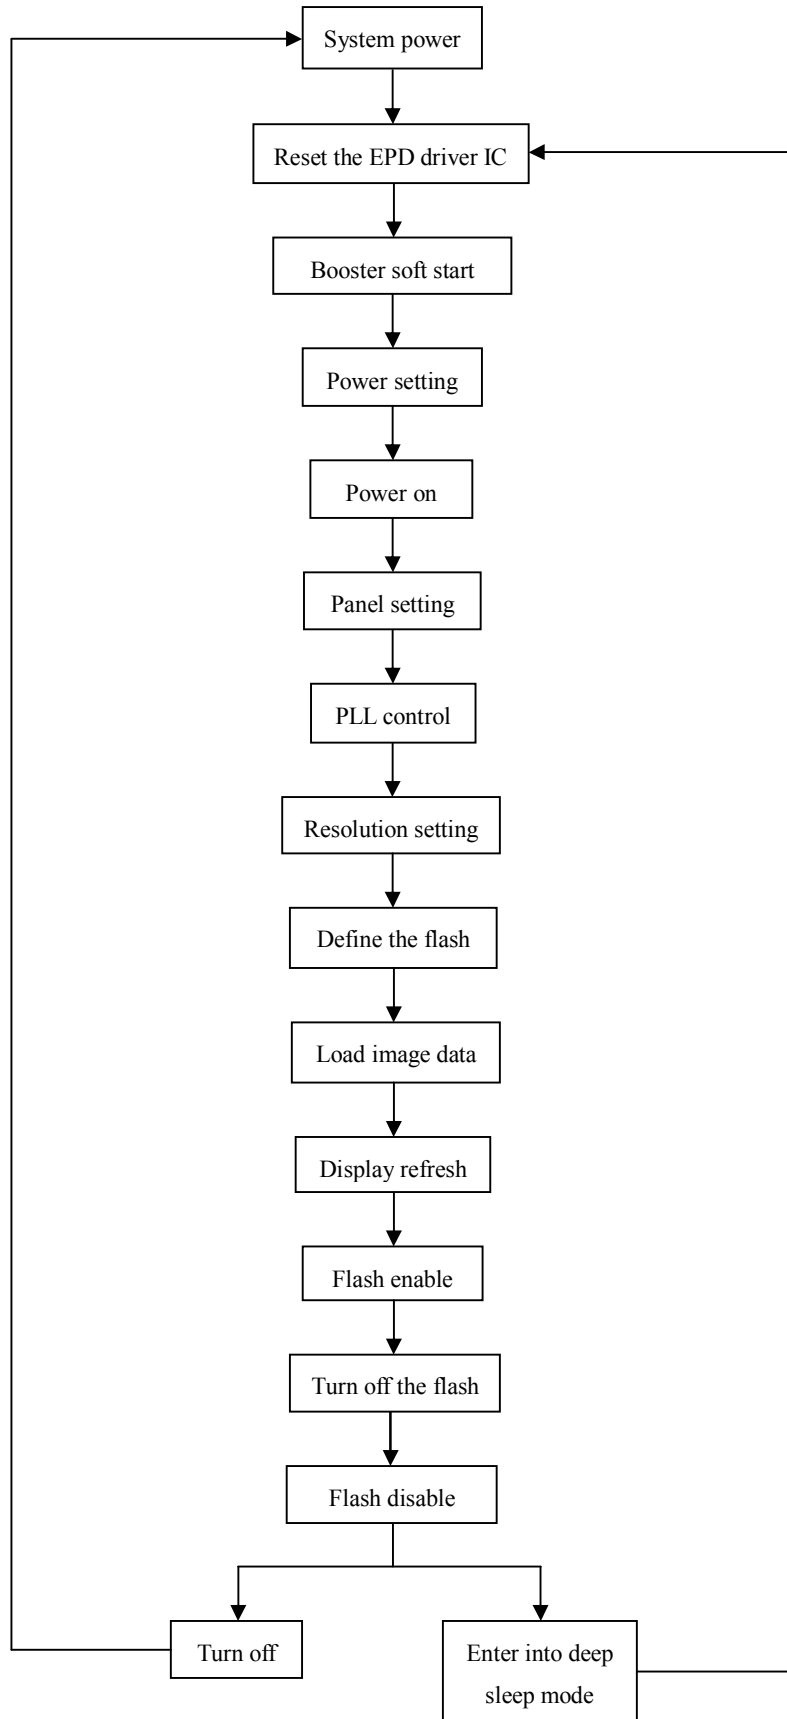 System power
Reset the EPD driver IC
Booster soft start
Power setting
Power on
Panel setting
PLL control
Resolution setting
Define the flash
Load image data
Display refresh
Flash enable
Turn off the flash
Flash disable
Turn off
Enter into deep
sleep mode